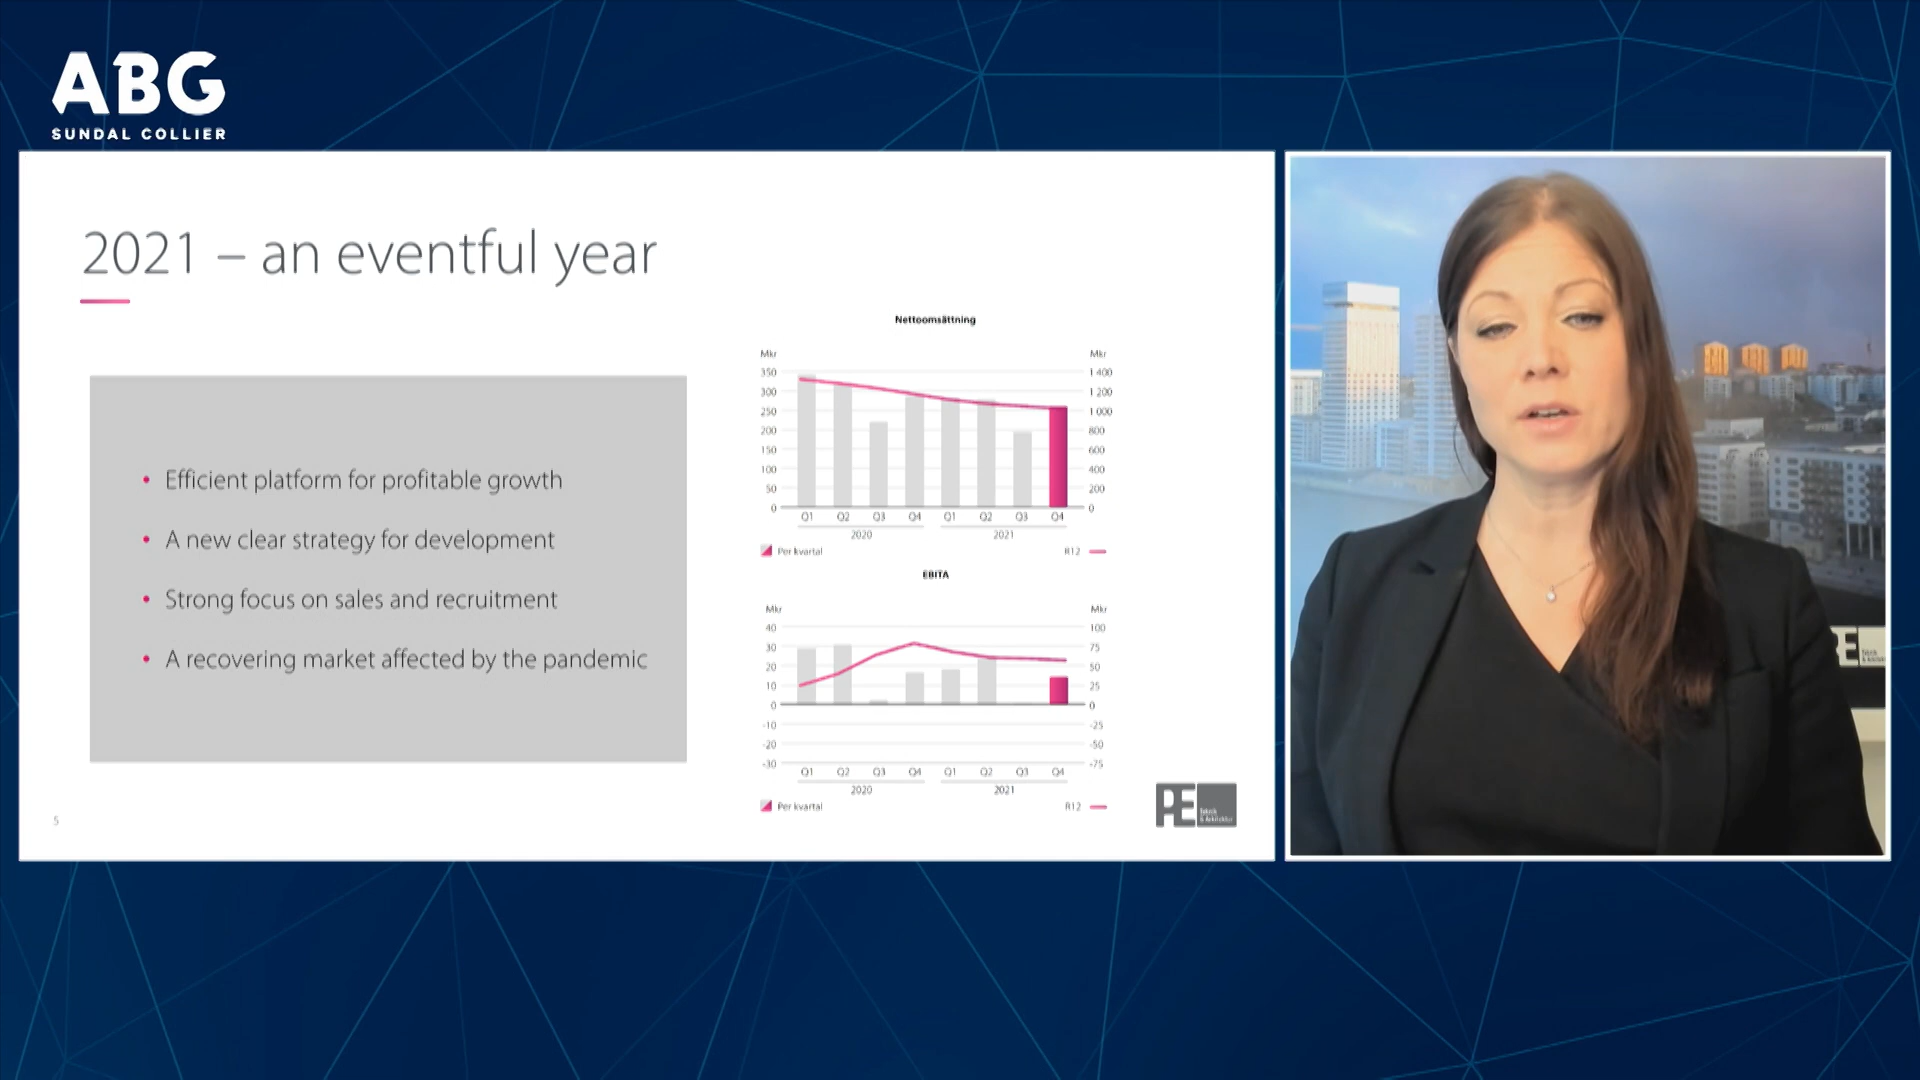 ABG
SUNDAL COLLIER
2021 – an eventful year
• Efficient platform for profitable growth
• A new clear strategy for development
• Strong focus on sales and recruitment
• A recovering market affected by the pandemic
Nettoomsättning
Mkr Mkr
350 1 400
300 1 200
250 1 000
200 800
150 600
100 400
50 200
0 0
Q1 Q2 Q3 Q4 Q1 Q2 Q3 Q4
2020 2021
Per kvartal R12
EBITA
Mkr Mkr
40 100
30 75
20 50
10 25
0 0
-10 -25
-20 -50
-30 -75
Q1 Q2 Q3 Q4 Q1 Q2 Q3 Q4
2020 2021
Per kvartal R12
PE Teknik
& Arkitektur
5
PE